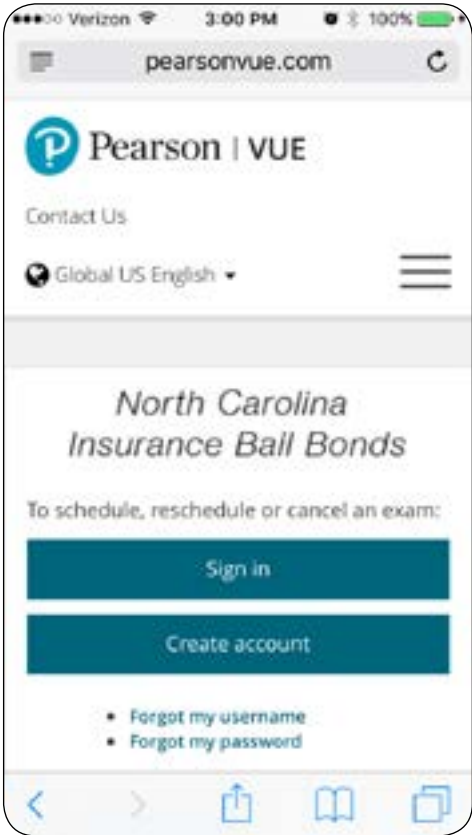 Verizon 3:00 PM 100%
pearsonvue.com
Pearson | VUE
Contact Us
Global US English
North Carolina
Insurance Bail Bonds
To schedule, reschedule or cancel an exam:
Sign in
Create account
• Forgot my username
• Forgot my password